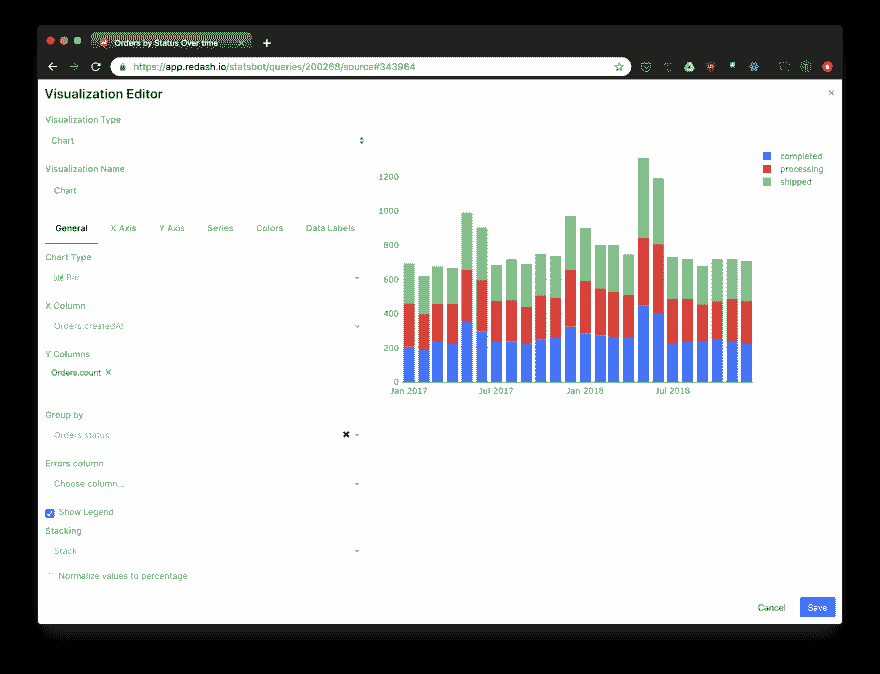 Orders by Status Over time
https://app.redash.io/statsbot/queries/200268/source#343964
Visualization Editor
Visualization Type
Chart
Visualization Name
Chart
General X Axis Y Axis Series Colors Data Labels
Chart Type
Bar
X Column
Orders.createdAt
Y Columns
Orders.count
Group by
Orders.status
Errors column
Choose column...
Show Legend
Stacking
Stack
Normalize values to percentage
1200
1000
800
600
400
200
0
Jan 2017 Jul 2017 Jan 2018 Jul 2018
completed
processing
shipped
Cancel Save